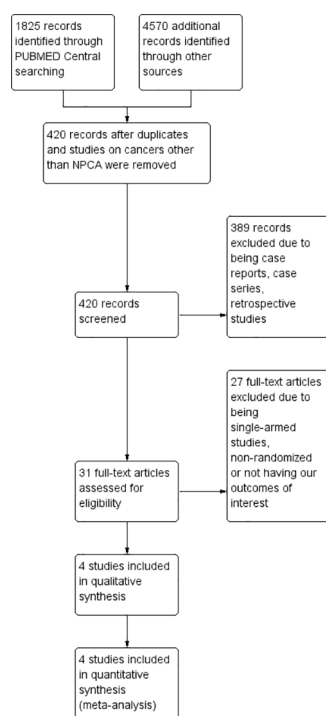 1825 records
identified through
PUBMED Central
searching
4570 additional
records identified
through other
sources
420 records after duplicates
and studies on cancers other
than NPCA were removed
389 records
excluded due to
being case
reports, case
series,
retrospective
studies
420 records
screened
27 full-text articles
excluded due to
being
single-armed
studies,
non-randomized
or not having our
outcomes of
interest
31 full-text articles
assessed for
eligibility
4 studies included
in qualitative
synthesis
4 studies included
in quantitative
synthesis
(meta-analysis)